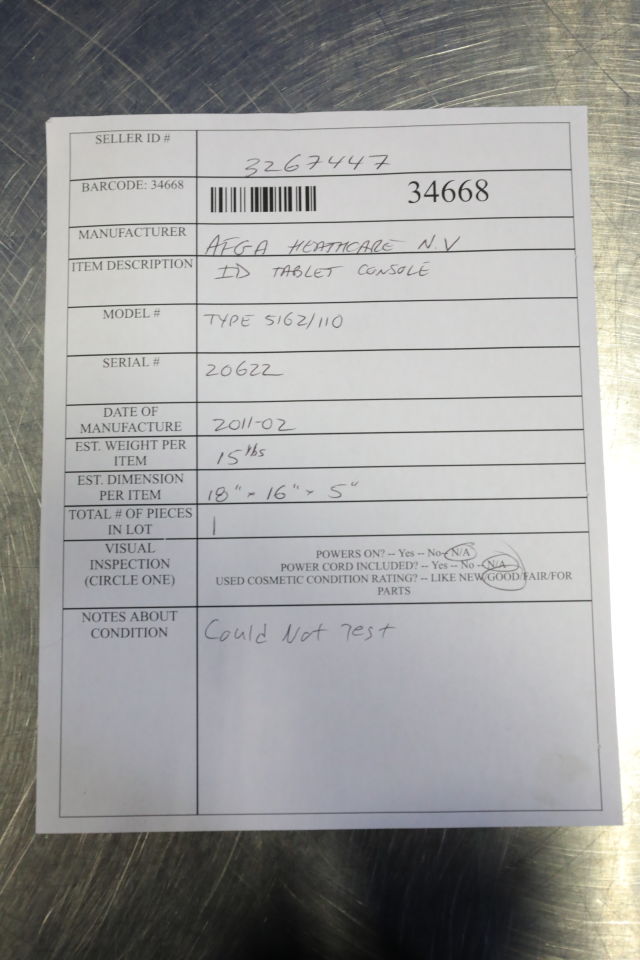 SELLER ID #
3267447
BARCODE: 34668
34668
MANUFACTURER
AFGA HEATHCARE N.V
ITEM DESCRIPTION
ID TABLET CONSOLE
MODEL #
TYPE 5162/110
SERIAL #
20622
DATE OF
MANUFACTURE
2011-02
EST. WEIGHT PER
ITEM
15 lbs
EST. DIMENSION
PER ITEM
18" x 16" x 5"
TOTAL # OF PIECES
IN LOT
1
VISUAL
INSPECTION
(CIRCLE ONE)
POWERS ON? -- Yes -- No -- N/A
POWER CORD INCLUDED? -- Yes -- No -- N/A
USED COSMETIC CONDITION RATING? -- LIKE NEW/GOOD/FAIR/FOR
PARTS
NOTES ABOUT
CONDITION
Could Not Test